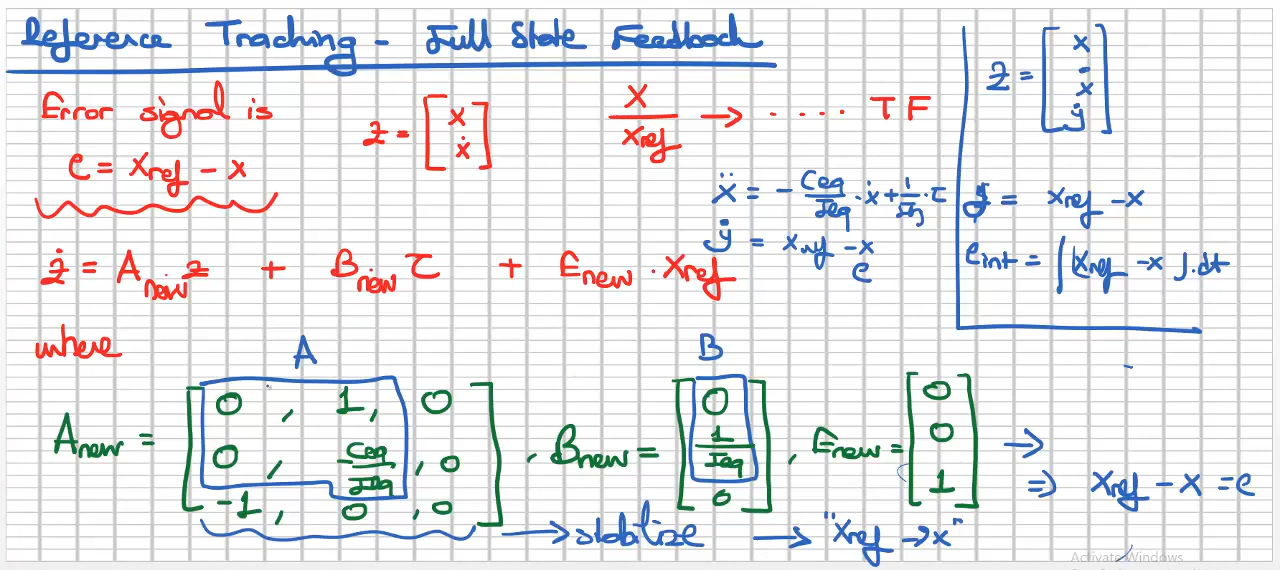 Reference Tracking - Full State Feedback
Error signal is
e = Xref - x
z = [ x
ẋ ]
X / Xref → ..... TF
z = [ x
ẋ
y ]
ẍ = - Ceq/Jeq · ẋ + 1/Jeq · τ
ẏ = Xref - x
e
ẏ = Xref - x
eint = ∫(Xref - x) . dt
ż = Anew z + Bnew τ + Enew . Xref
where
A
B
Anew = [ 0 , 1 , 0
0 , -Ceq/Jeq , 0
-1 , 0 , 0 ] , Bnew = [ 0
1/Jeq
0 ] , Enew = [ 0
0
1 ] →
⇒ Xref - X = e
→ stabilize → "Xref → x"
Activate Windows